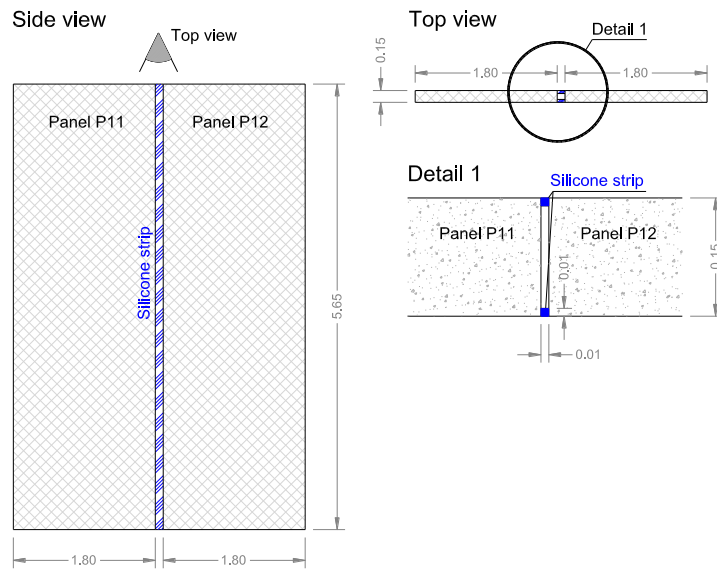 Side view
Top view
Panel P11
Panel P12
Silicone strip
5.65
1.80
1.80
Top view
Detail 1
0.15
1.80
1.80
Detail 1
Silicone strip
Panel P11
Panel P12
0.01
0.15
0.01